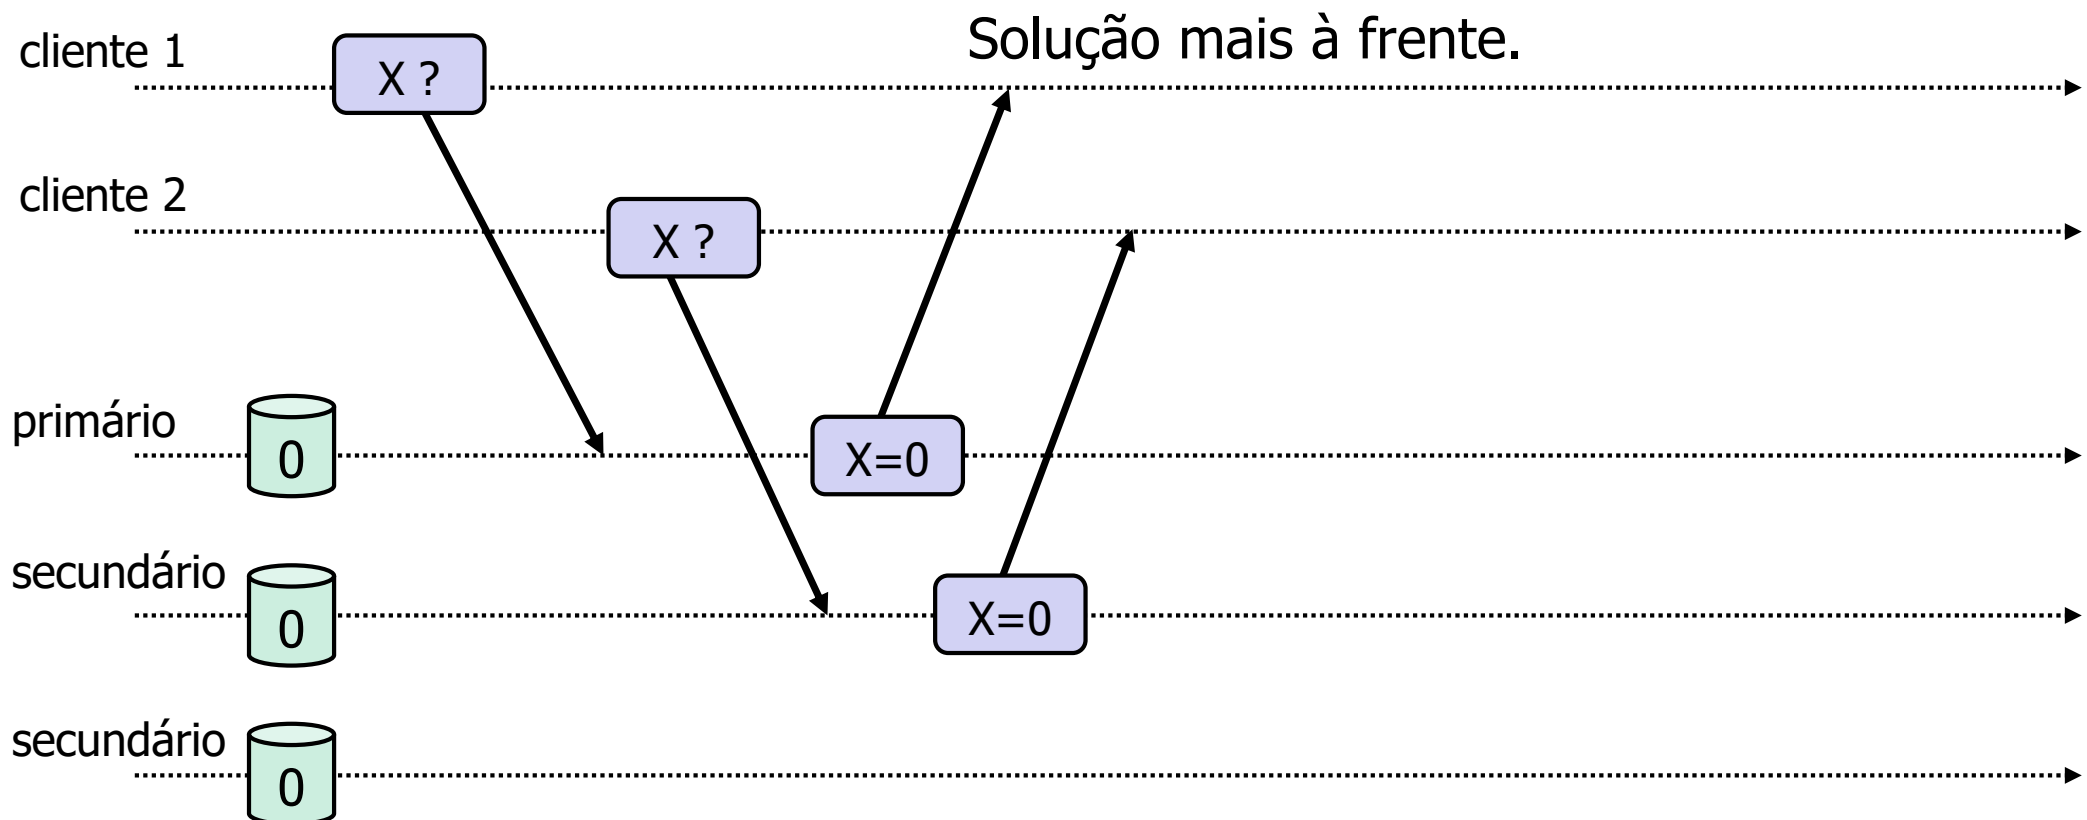 Solução mais à frente.
cliente 1
X ?
cliente 2
X ?
primário
0
X=0
secundário
0
X=0
secundário
0